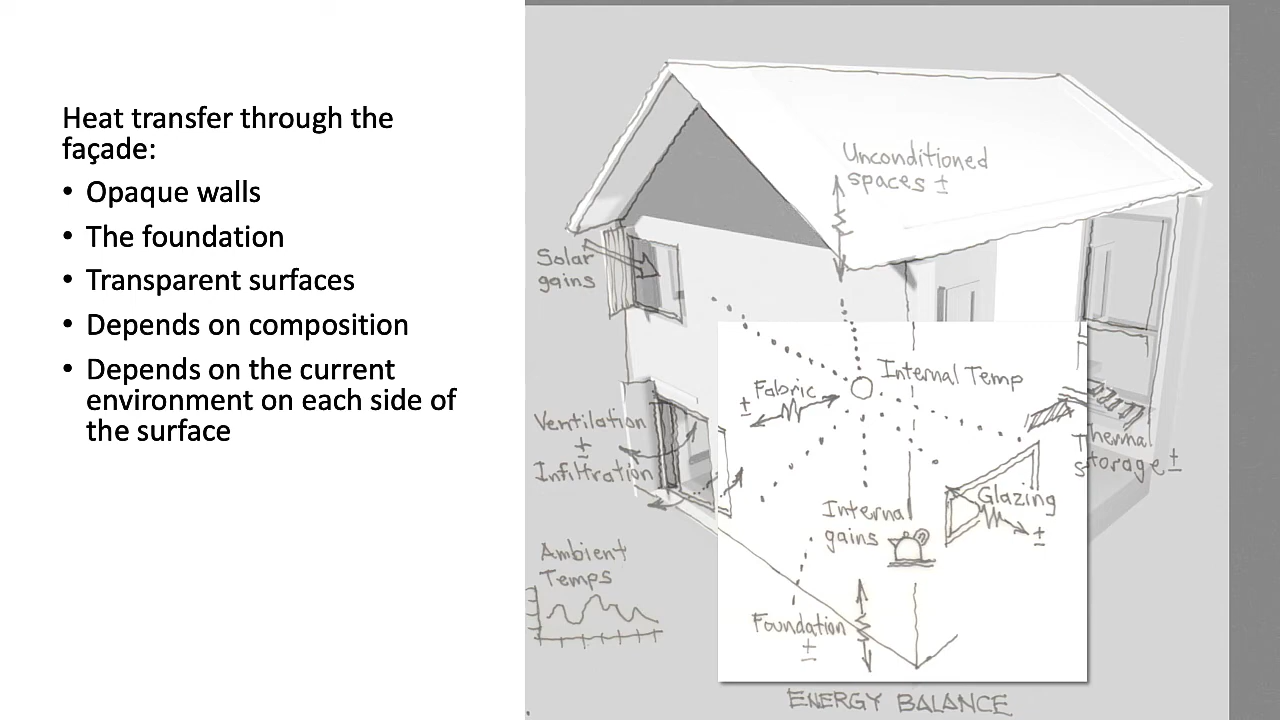 Heat transfer through the
façade:
• Opaque walls
• The foundation
• Transparent surfaces
• Depends on composition
• Depends on the current
environment on each side of
the surface
Unconditioned
spaces ±
Solar
gains
Internal Temp
Fabric
±
Ventilation
±
Infiltration
Thermal
storage ±
Glazing
±
Internal
gains
Ambient
Temps
Foundation
±
ENERGY BALANCE